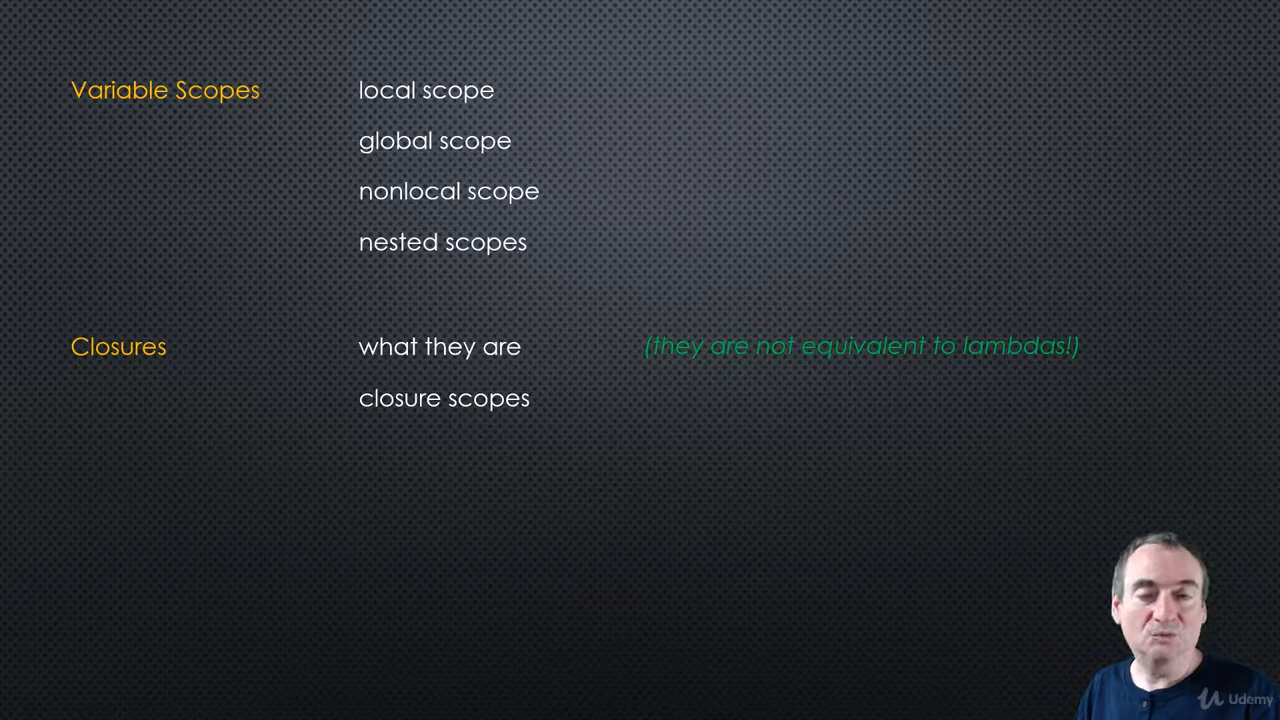 Variable Scopes local scope
global scope
nonlocal scope
nested scopes
Closures what they are (they are not equivalent to lambdas!)
closure scopes
Udemy